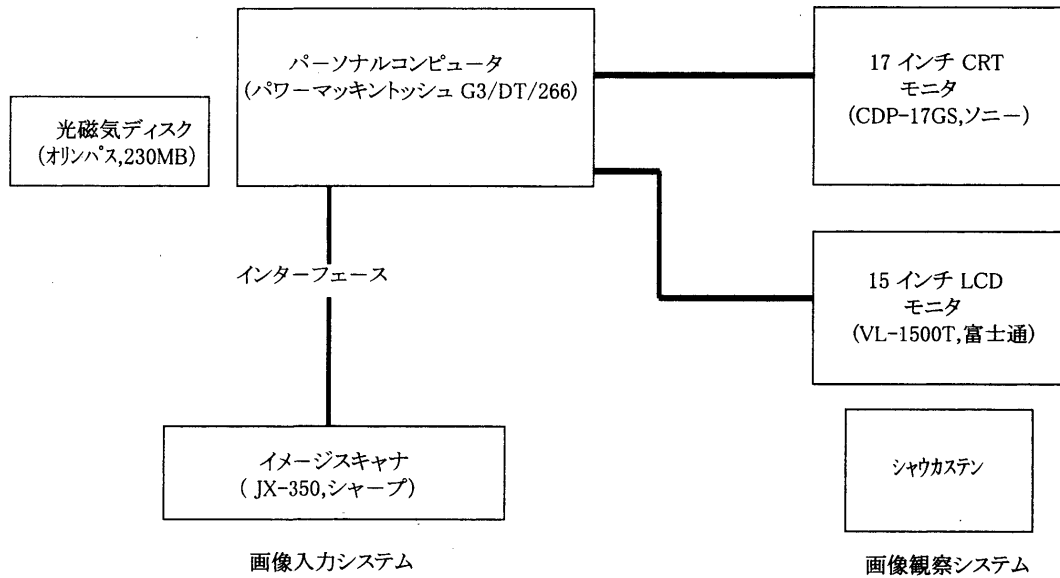 パーソナルコンピュータ
(パワーマッキントッシュ G3/DT/266)
光磁気ディスク
(オリンパス,230MB)
17 インチ CRT
モニタ
(CDP-17GS,ソニー)
インターフェース
15 インチ LCD
モニタ
(VL-1500T,富士通)
イメージスキャナ
( JX-350,シャープ)
シャウカステン
画像入力システム
画像観察システム